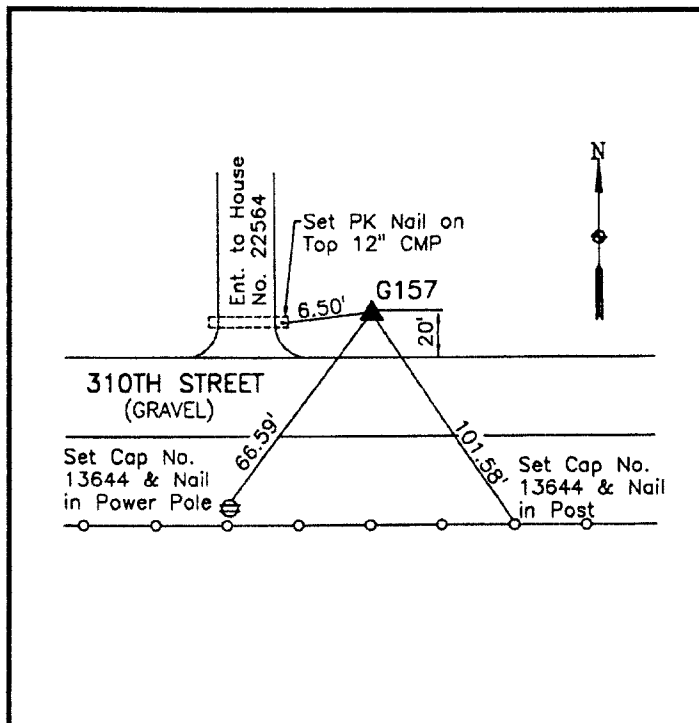 N
Ent. to House
No. 22564
Set PK Nail on
Top 12" CMP
G157
6.50'
20'
310TH STREET
(GRAVEL)
66.59'
101.58'
Set Cap No.
13644 & Nail
in Power Pole
Set Cap No.
13644 & Nail
in Post